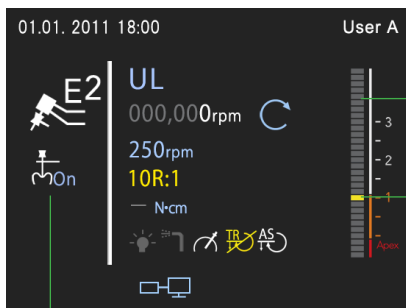 01.01. 2011 18:00 User A
E2
UL
000,000rpm
250rpm
10R:1
— N•cm
On
TR AS
3
2
1
Apex